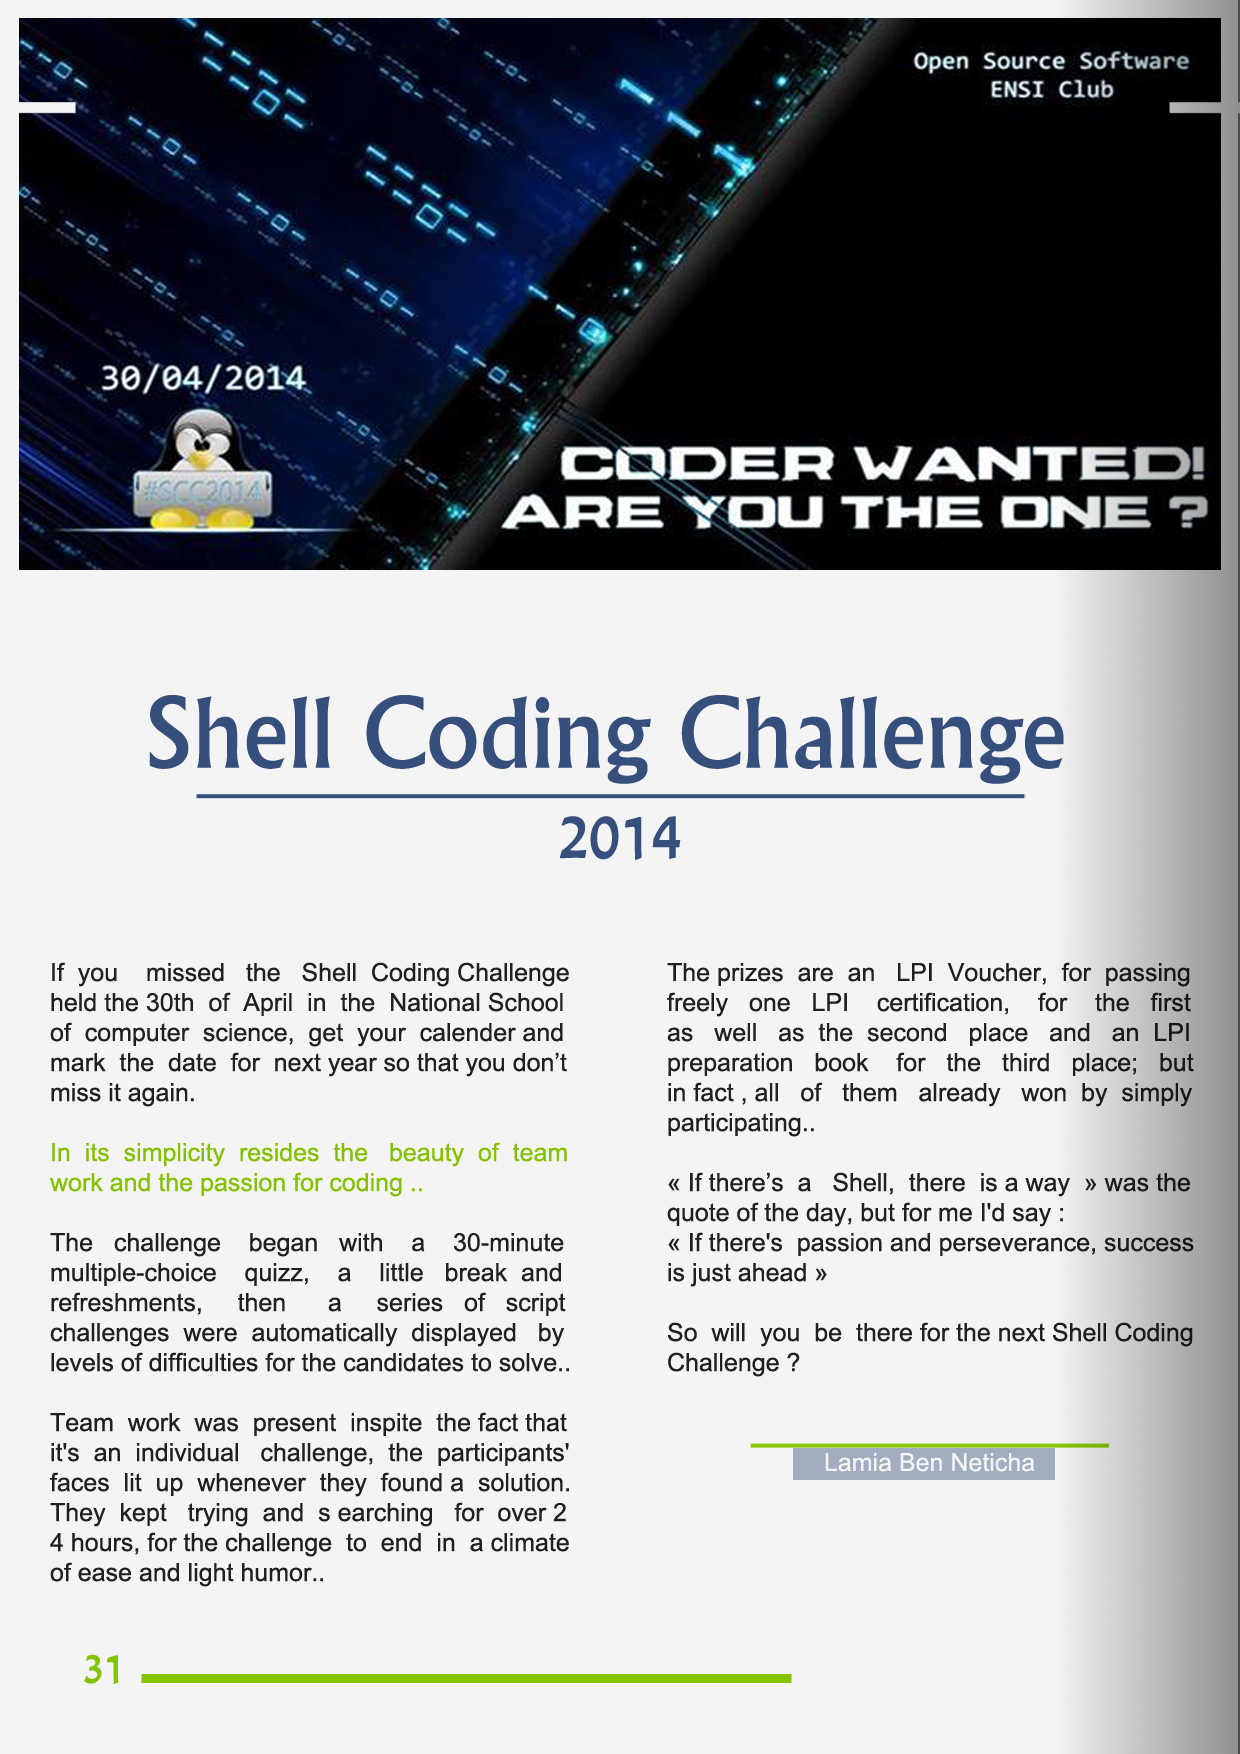 Open Source Software
ENSI Club
30/04/2014
#SCC2014
CODER WANTED!
ARE YOU THE ONE ?
Shell Coding Challenge
2014
If you missed the Shell Coding Challenge
held the 30th of April in the National School
of computer science, get your calender and
mark the date for next year so that you don’t
miss it again.
In its simplicity resides the beauty of team
work and the passion for coding ..
The challenge began with a 30-minute
multiple-choice quizz, a little break and
refreshments, then a series of script
challenges were automatically displayed by
levels of difficulties for the candidates to solve..
Team work was present inspite the fact that
it's an individual challenge, the participants'
faces lit up whenever they found a solution.
They kept trying and s earching for over 2
4 hours, for the challenge to end in a climate
of ease and light humor..
The prizes are an LPI Voucher, for passing
freely one LPI certification, for the first
as well as the second place and an LPI
preparation book for the third place; but
in fact , all of them already won by simply
participating..
« If there’s a Shell, there is a way » was the
quote of the day, but for me I'd say :
« If there's passion and perseverance, success
is just ahead »
So will you be there for the next Shell Coding
Challenge ?
Lamia Ben Neticha
31